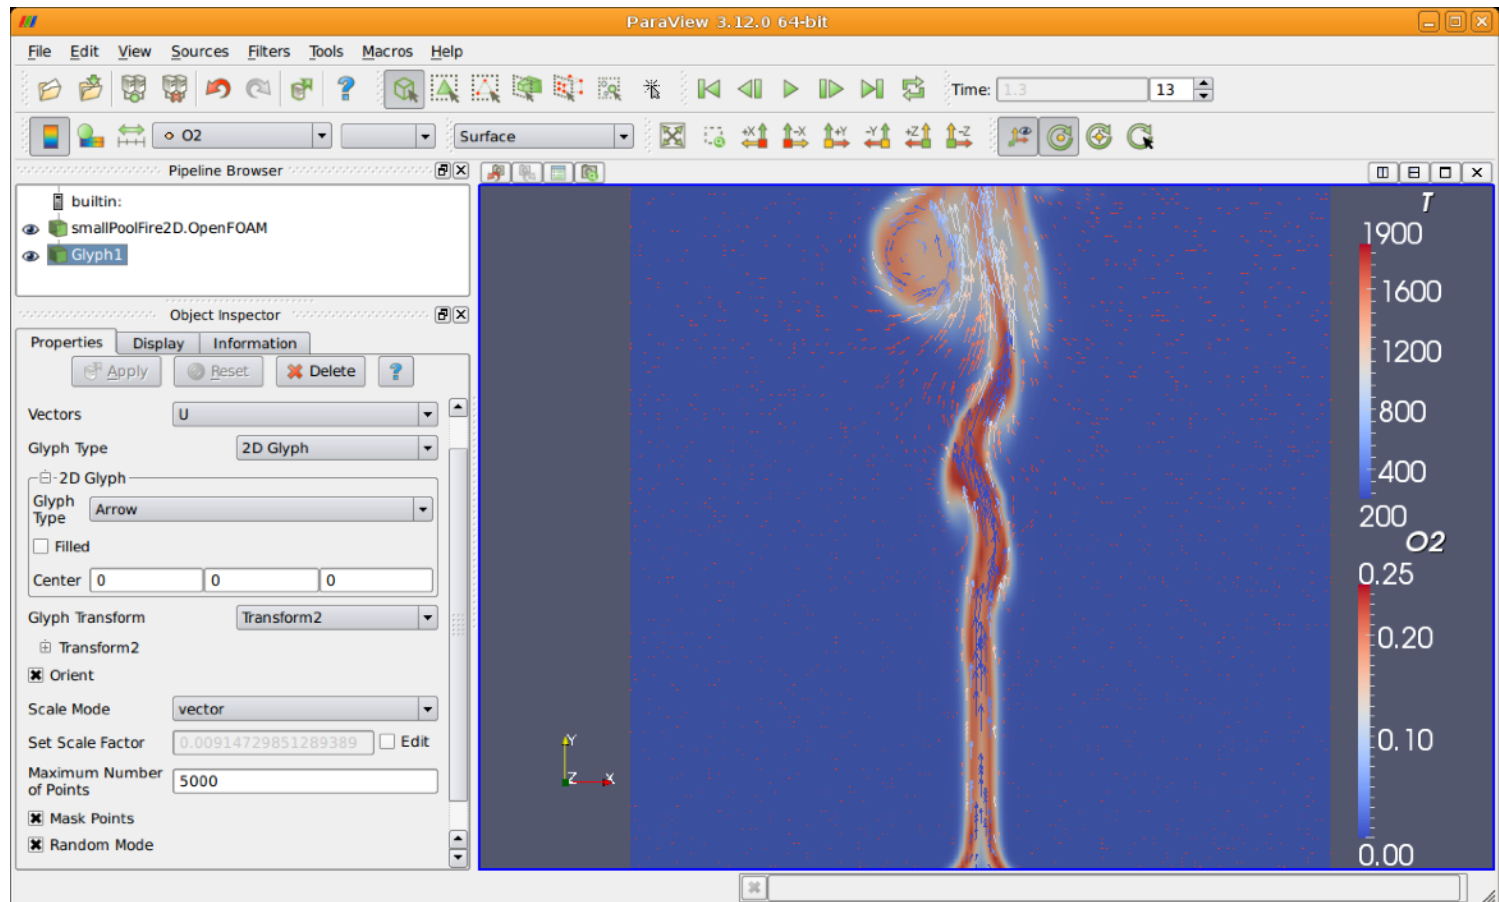 ParaView 3.12.0 64-bit
File Edit View Sources Filters Tools Macros Help
Time: 1.3 13
O2 Surface +X -X +Y -Y +Z -Z
Pipeline Browser
builtin:
smallPoolFire2D.OpenFOAM
Glyph1
Object Inspector
Properties Display Information
Apply Reset Delete ?
Vectors U
Glyph Type 2D Glyph
2D Glyph
Glyph Type Arrow
Filled
Center 0 0 0
Glyph Transform Transform2
Transform2
Orient
Scale Mode vector
Set Scale Factor 0.00914729851289389 Edit
Maximum Number
of Points 5000
Mask Points
Random Mode
T
1900
1600
1200
800
400
200
O2
0.25
0.20
0.10
0.00
Y
Z X